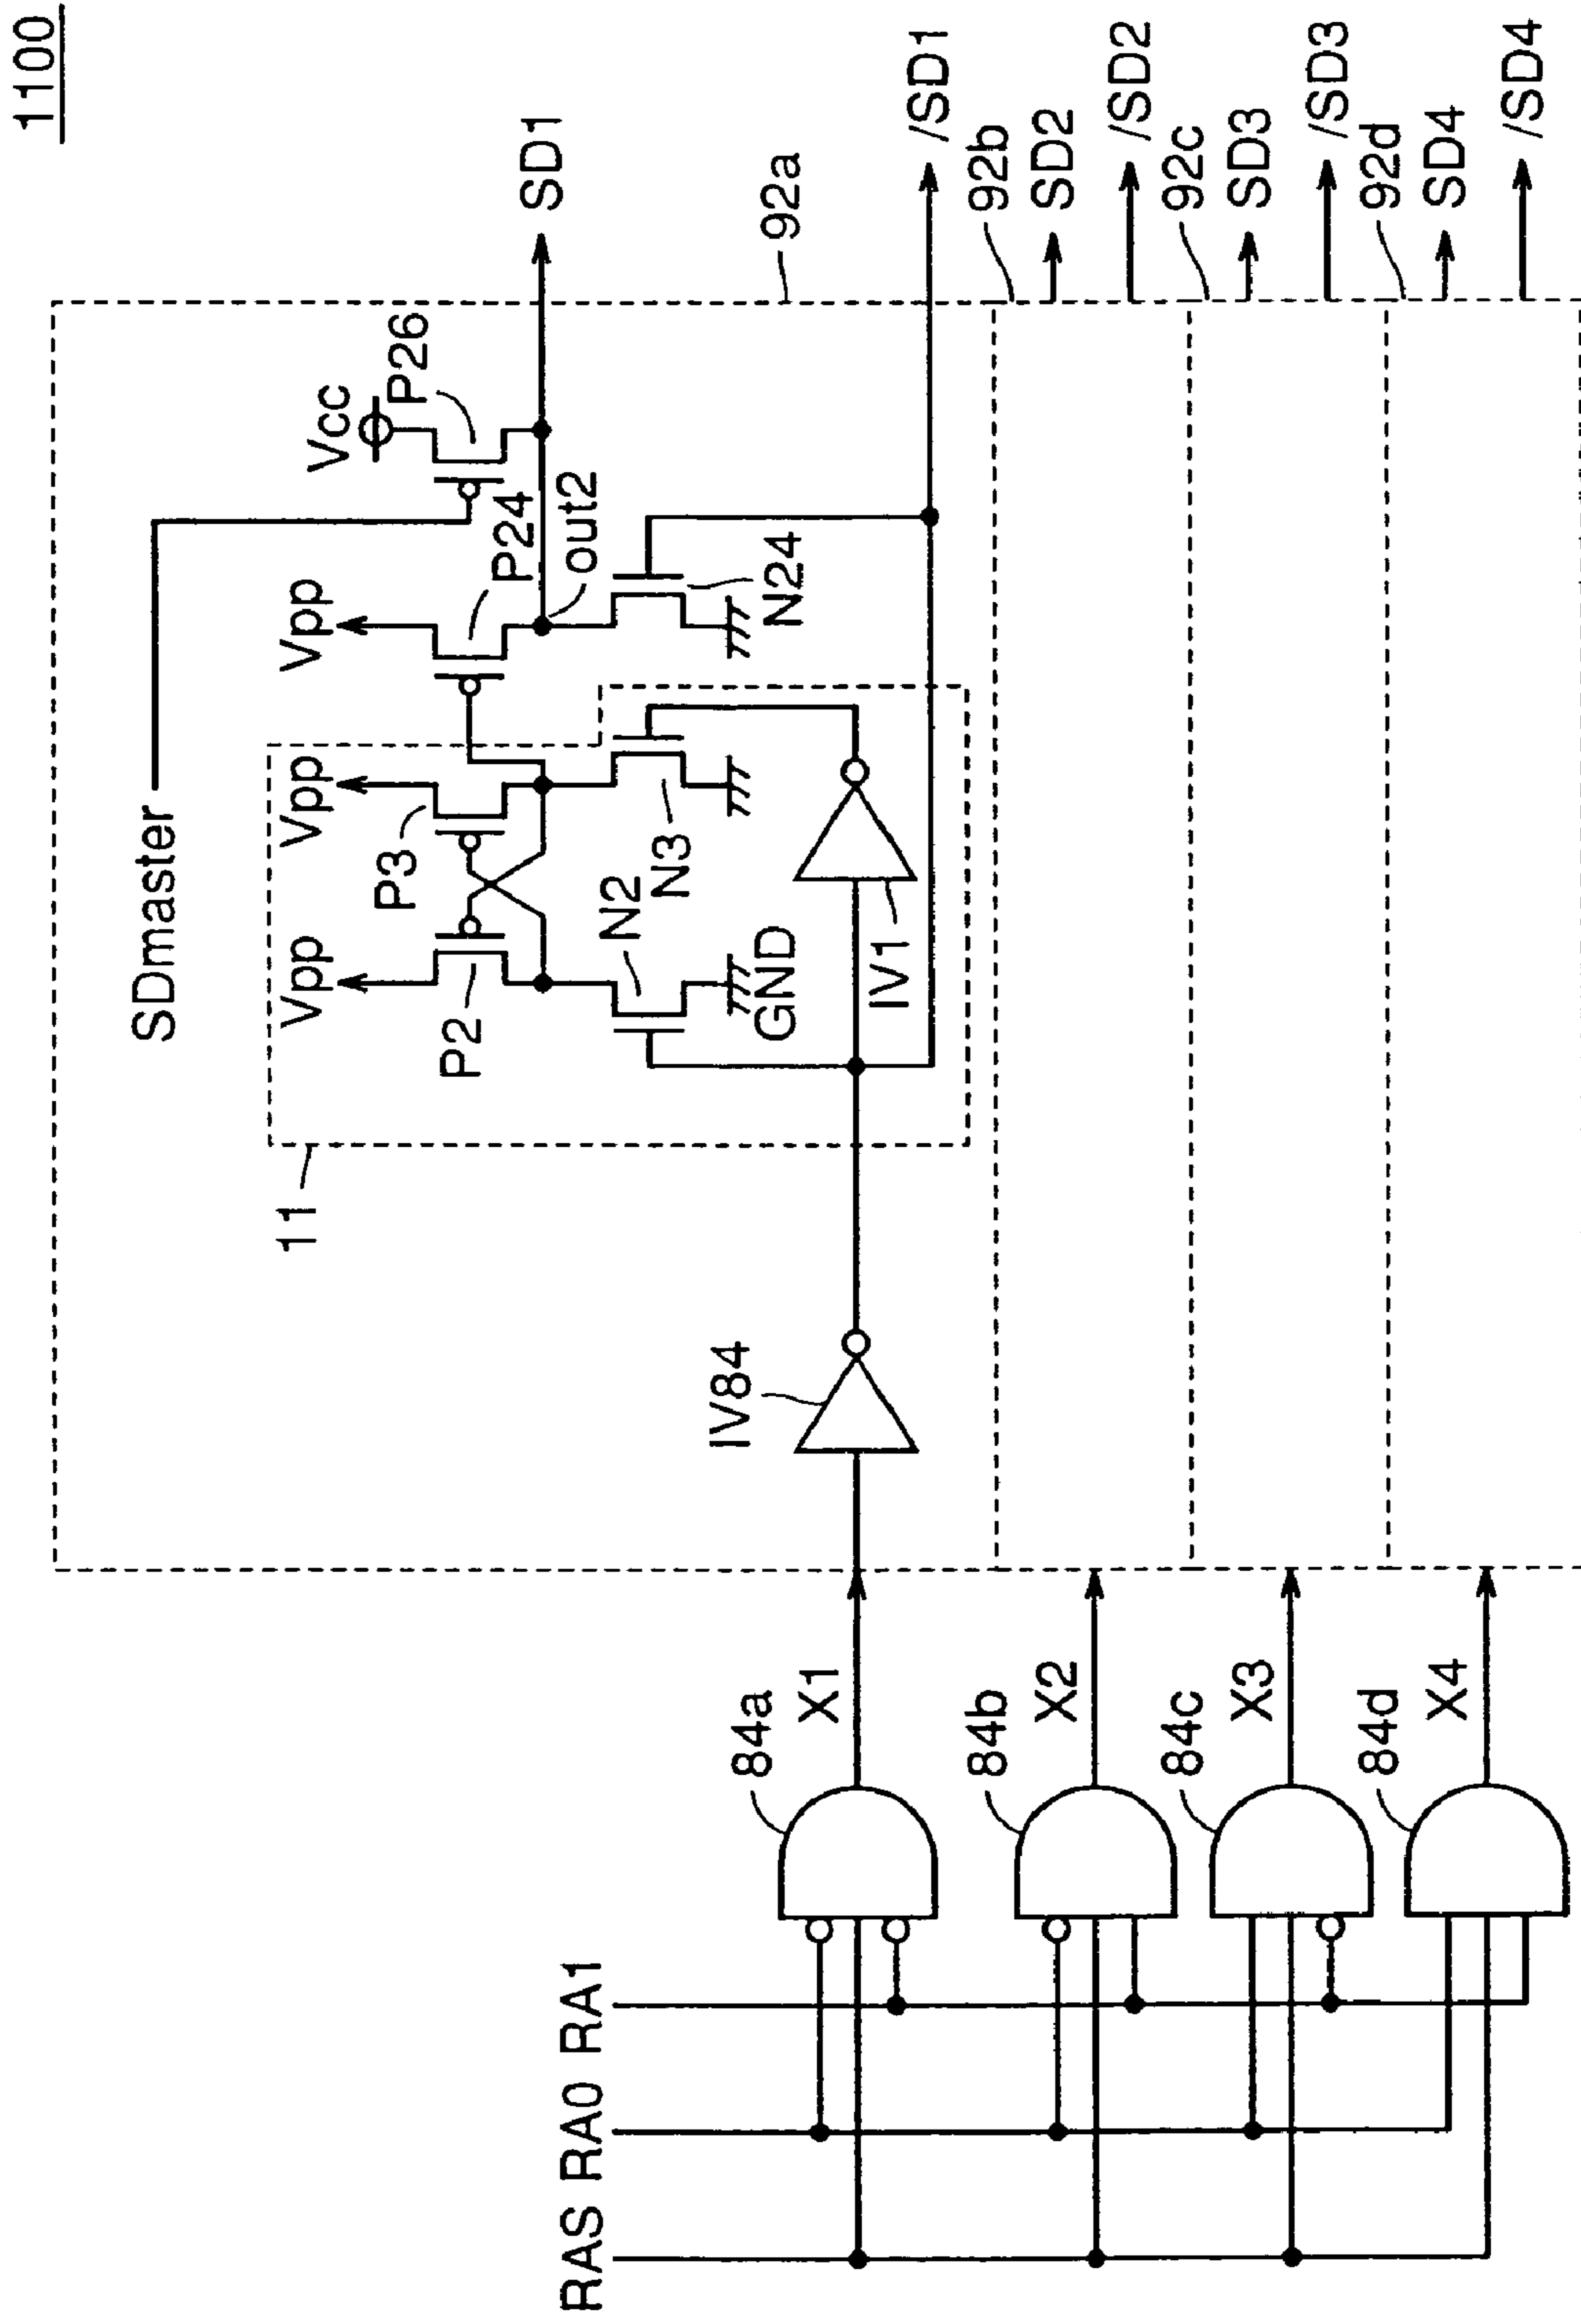 1100
SDmaster
Vcc
P26
Vpp
Vpp
Vpp
P24
P3
P2
out2
SD1
11
N2
N3
N24
GND
IV1
IV84
92a
/SD1
RAS RA0 RA1
84a
X1
84b
X2
92b
SD2
/SD2
84c
X3
92c
SD3
/SD3
84d
X4
92d
SD4
/SD4